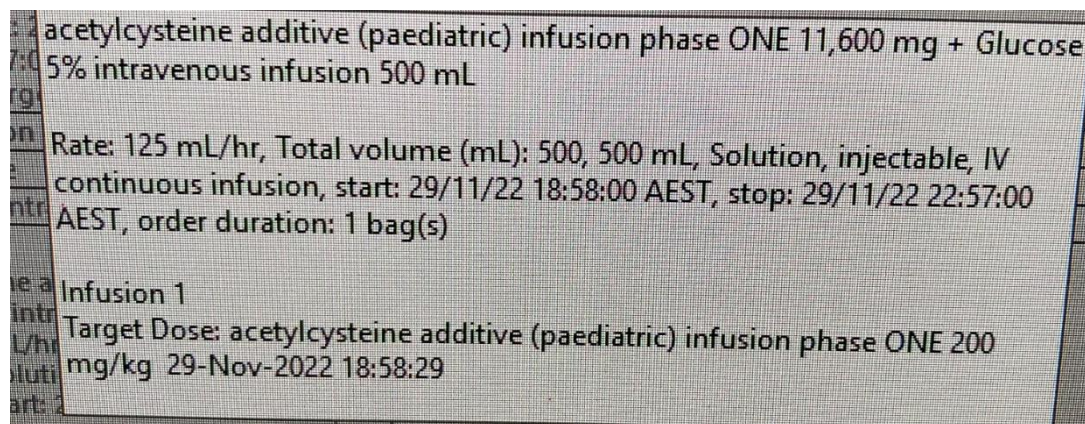 acetylcysteine additive (paediatric) infusion phase ONE 11,600 mg + Glucose
5% intravenous infusion 500 mL
Rate: 125 mL/hr, Total volume (mL): 500, 500 mL, Solution, injectable, IV
continuous infusion, start: 29/11/22 18:58:00 AEST, stop: 29/11/22 22:57:00
AEST, order duration: 1 bag(s)
Infusion 1
Target Dose: acetylcysteine additive (paediatric) infusion phase ONE 200
mg/kg 29-Nov-2022 18:58:29